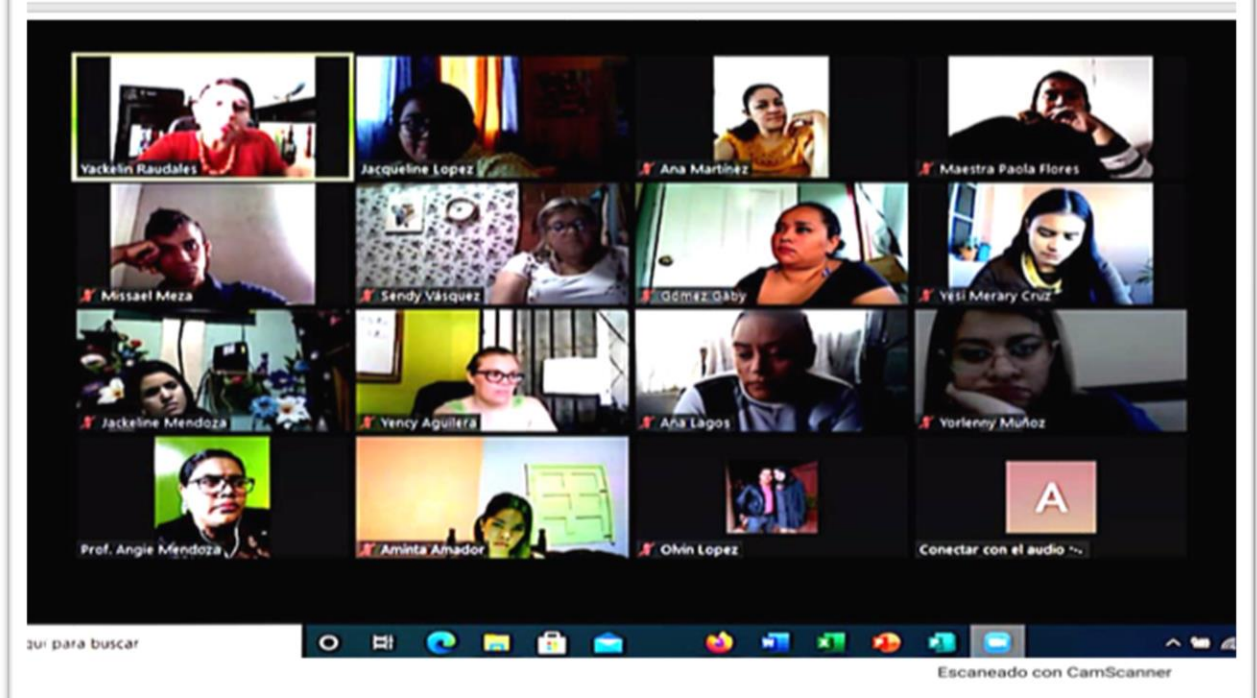 Yackelin Raudales
Jacqueline Lopez
Ana Martínez
Maestra Paola Flores
Missael Meza
Sendy Vásquez
Gómez Gaby
Yesi Merary Cruz
Jackeline Mendoza
Yency Aguilera
Ana Lagos
Yorlenny Muñoz
Prof. Angie Mendoza
Aminta Amador
Olvin Lopez
A
Conectar con el audio
quí para buscar
Escaneado con CamScanner